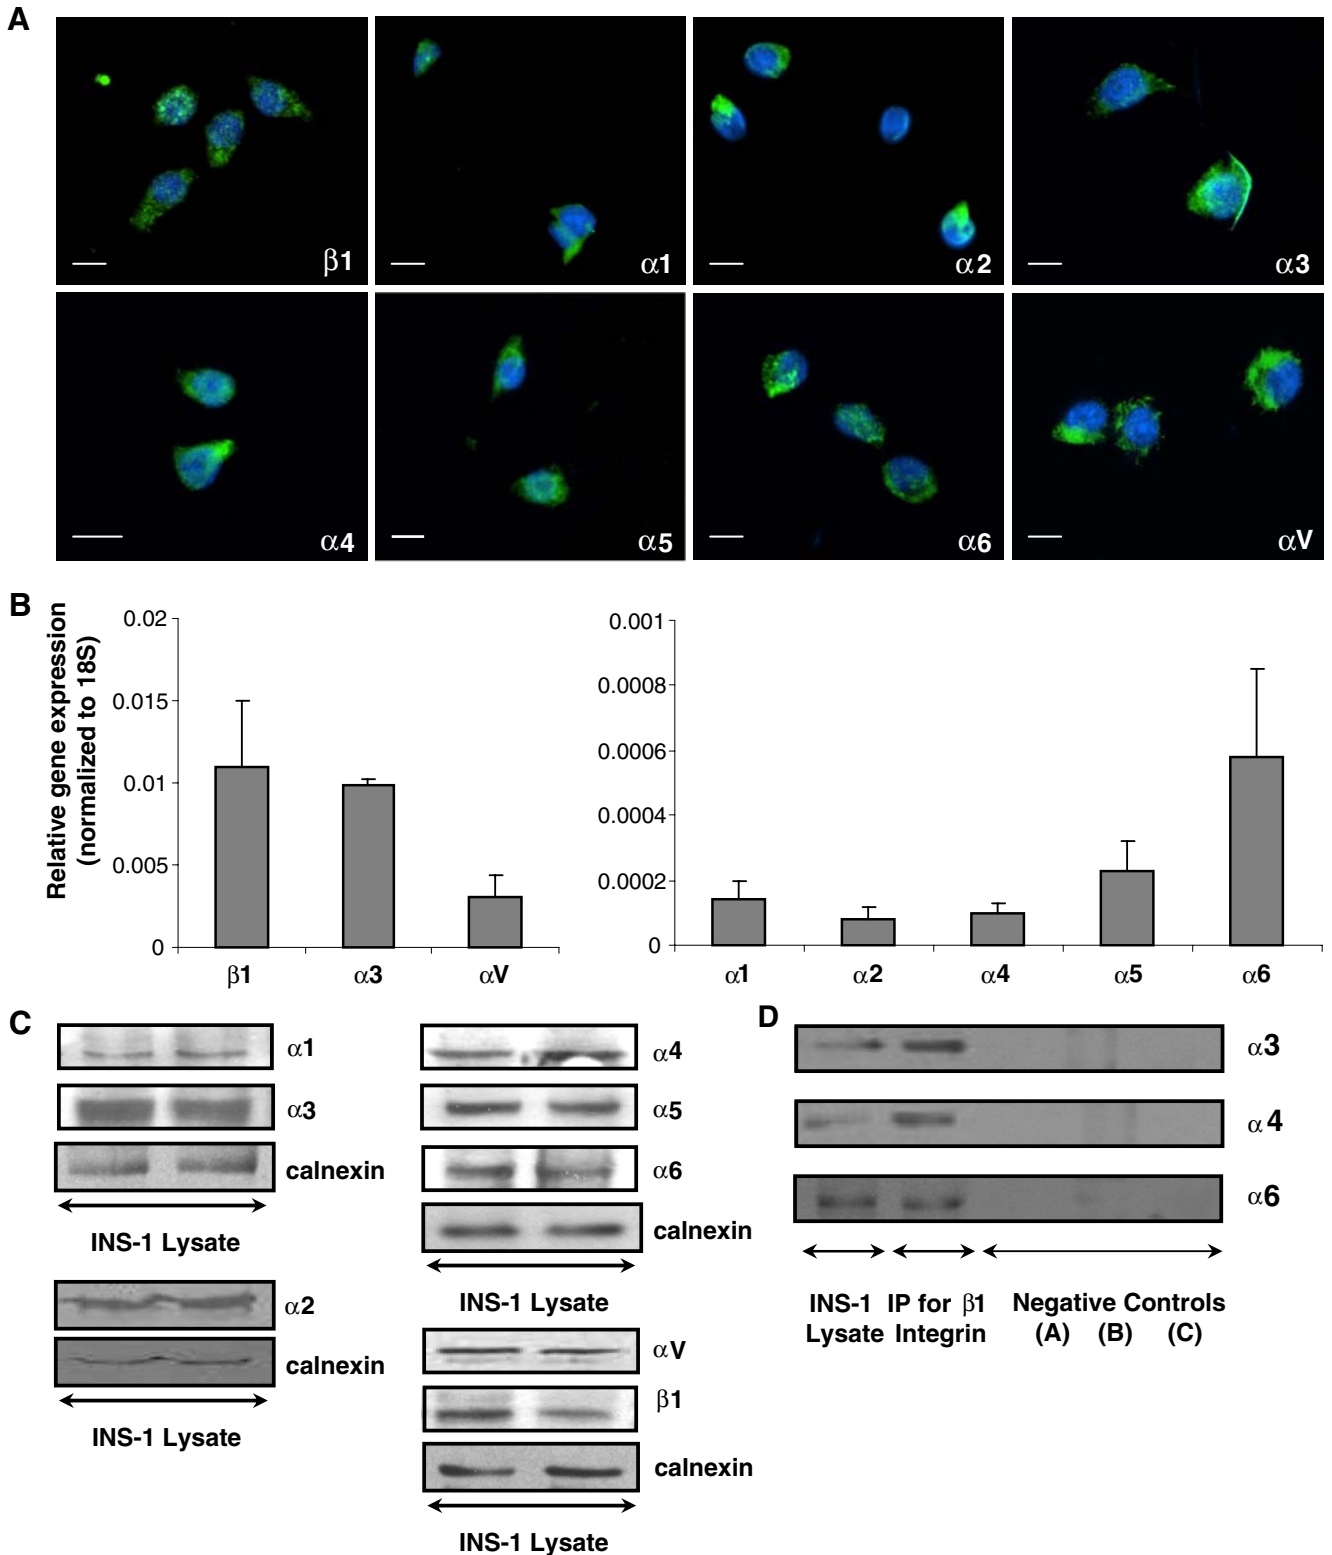 A
β1
α1
α2
α3
α4
α5
α6
αV
B
Relative gene expression
(normalized to 18S)
0.02
0.015
0.01
0.005
0
β1
α3
αV
0.001
0.0008
0.0006
0.0004
0.0002
0
α1
α2
α4
α5
α6
C
α1
α3
calnexin
INS-1 Lysate
α2
calnexin
INS-1 Lysate
α4
α5
α6
calnexin
INS-1 Lysate
αV
β1
calnexin
INS-1 Lysate
D
α3
α4
α6
INS-1
Lysate
IP for β1
Integrin
Negative Controls
(A) (B) (C)